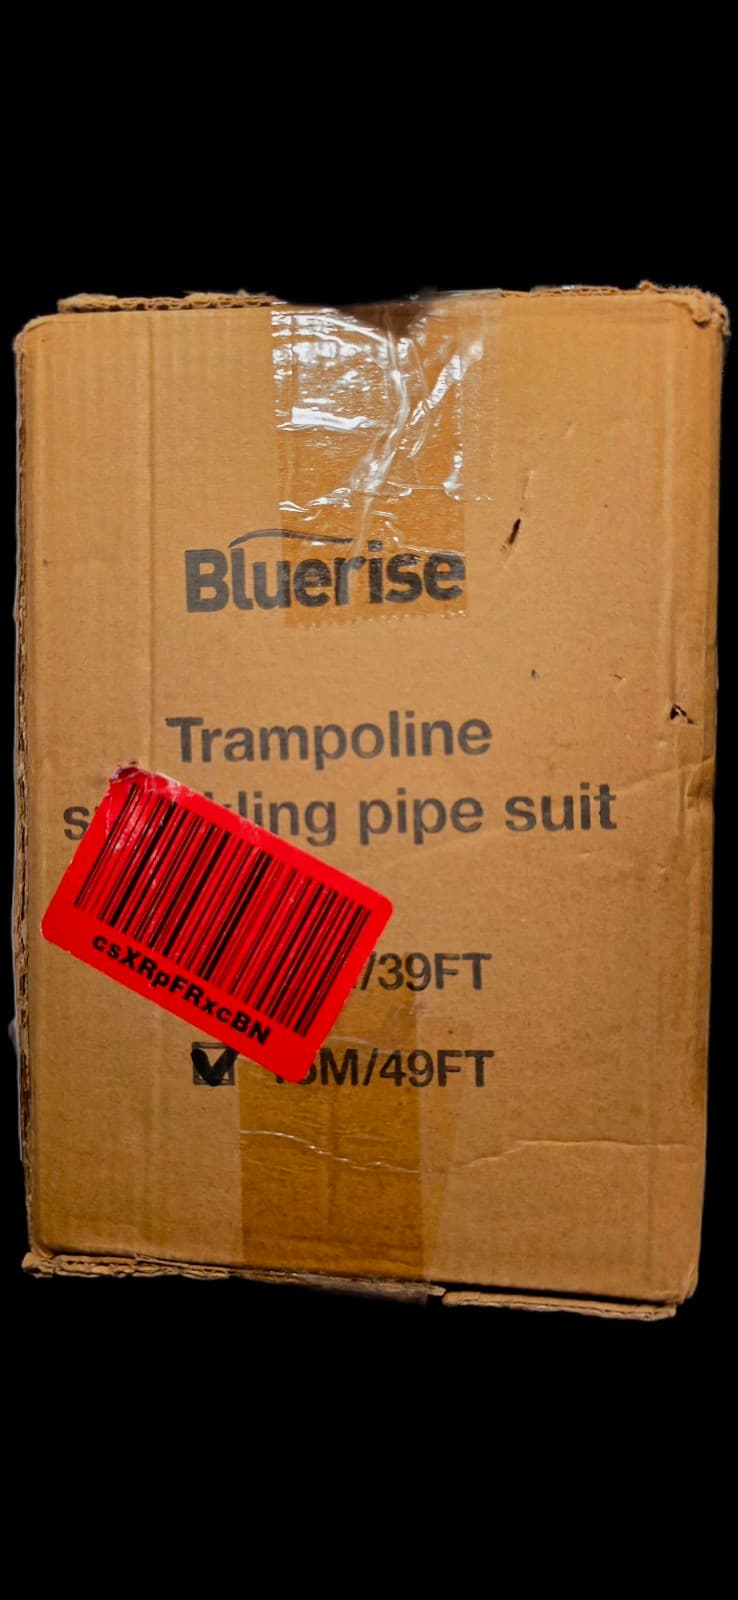 Bluerise
Trampoline
pipe suit
csXRpFRxcBN
/39FT
M/49FT